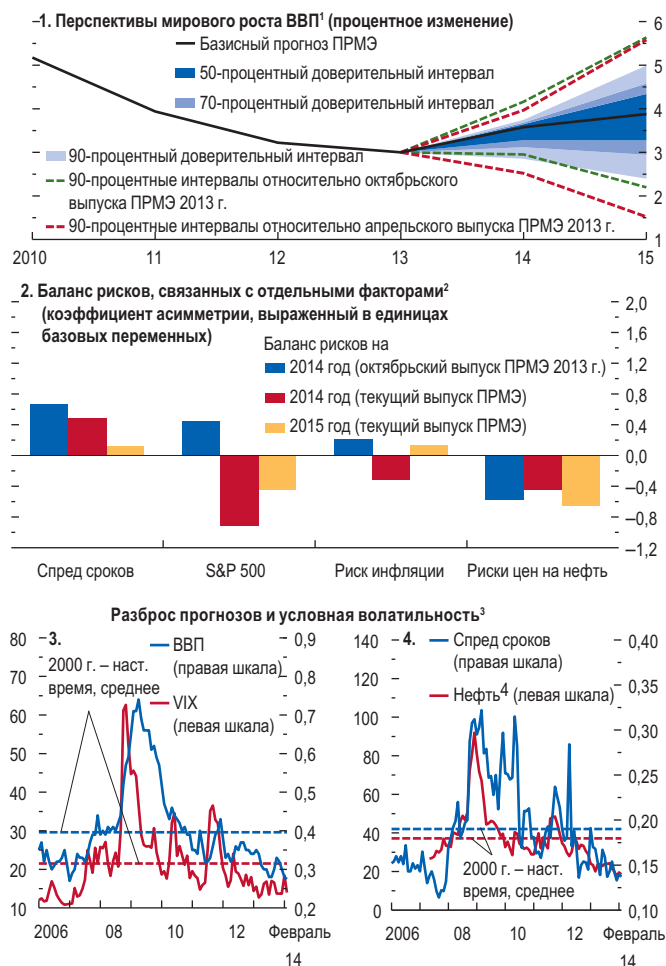 1. Перспективы мирового роста ВВП¹ (процентное изменение)
Базисный прогноз ПРМЭ
50-процентный доверительный интервал
70-процентный доверительный интервал
90-процентный доверительный интервал
90-процентные интервалы относительно октябрьского
выпуска ПРМЭ 2013 г.
90-процентные интервалы относительно апрельского выпуска ПРМЭ 2013 г.
6
5
4
3
2
1
2010 11 12 13 14 15
2. Баланс рисков, связанных с отдельными факторами²
(коэффициент асимметрии, выраженный в единицах
базовых переменных)
Баланс рисков на
2014 год (октябрьский выпуск ПРМЭ 2013 г.)
2014 год (текущий выпуск ПРМЭ)
2015 год (текущий выпуск ПРМЭ)
2,0
1,6
1,2
0,8
0,4
0,0
–0,4
–0,8
–1,2
Спред сроков S&P 500 Риск инфляции Риски цен на нефть
Разброс прогнозов и условная волатильность³
3.
ВВП
(правая шкала)
2000 г. – наст.
время, среднее
VIX
(левая шкала)
80
70
60
50
40
30
20
10
0,9
0,8
0,7
0,6
0,5
0,4
0,3
0,2
2006 08 10 12 Февраль
14
4.
Спред сроков
(правая шкала)
Нефть⁴ (левая шкала)
2000 г. – наст.
время, среднее
140
120
100
80
60
40
20
0
0,40
0,35
0,30
0,25
0,20
0,15
0,10
2006 08 10 12 Февраль
14